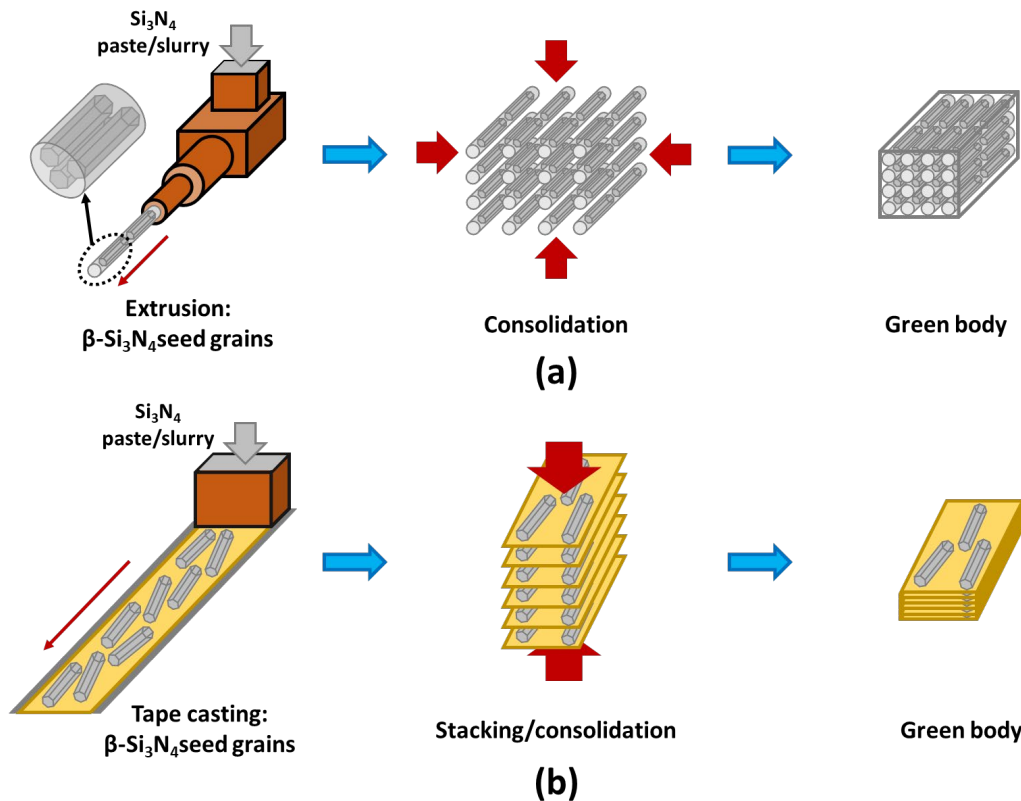 Si₃N₄
paste/slurry
Extrusion:
β-Si₃N₄seed grains
Consolidation
Green body
(a)
Si₃N₄
paste/slurry
Tape casting:
β-Si₃N₄seed grains
Stacking/consolidation
Green body
(b)